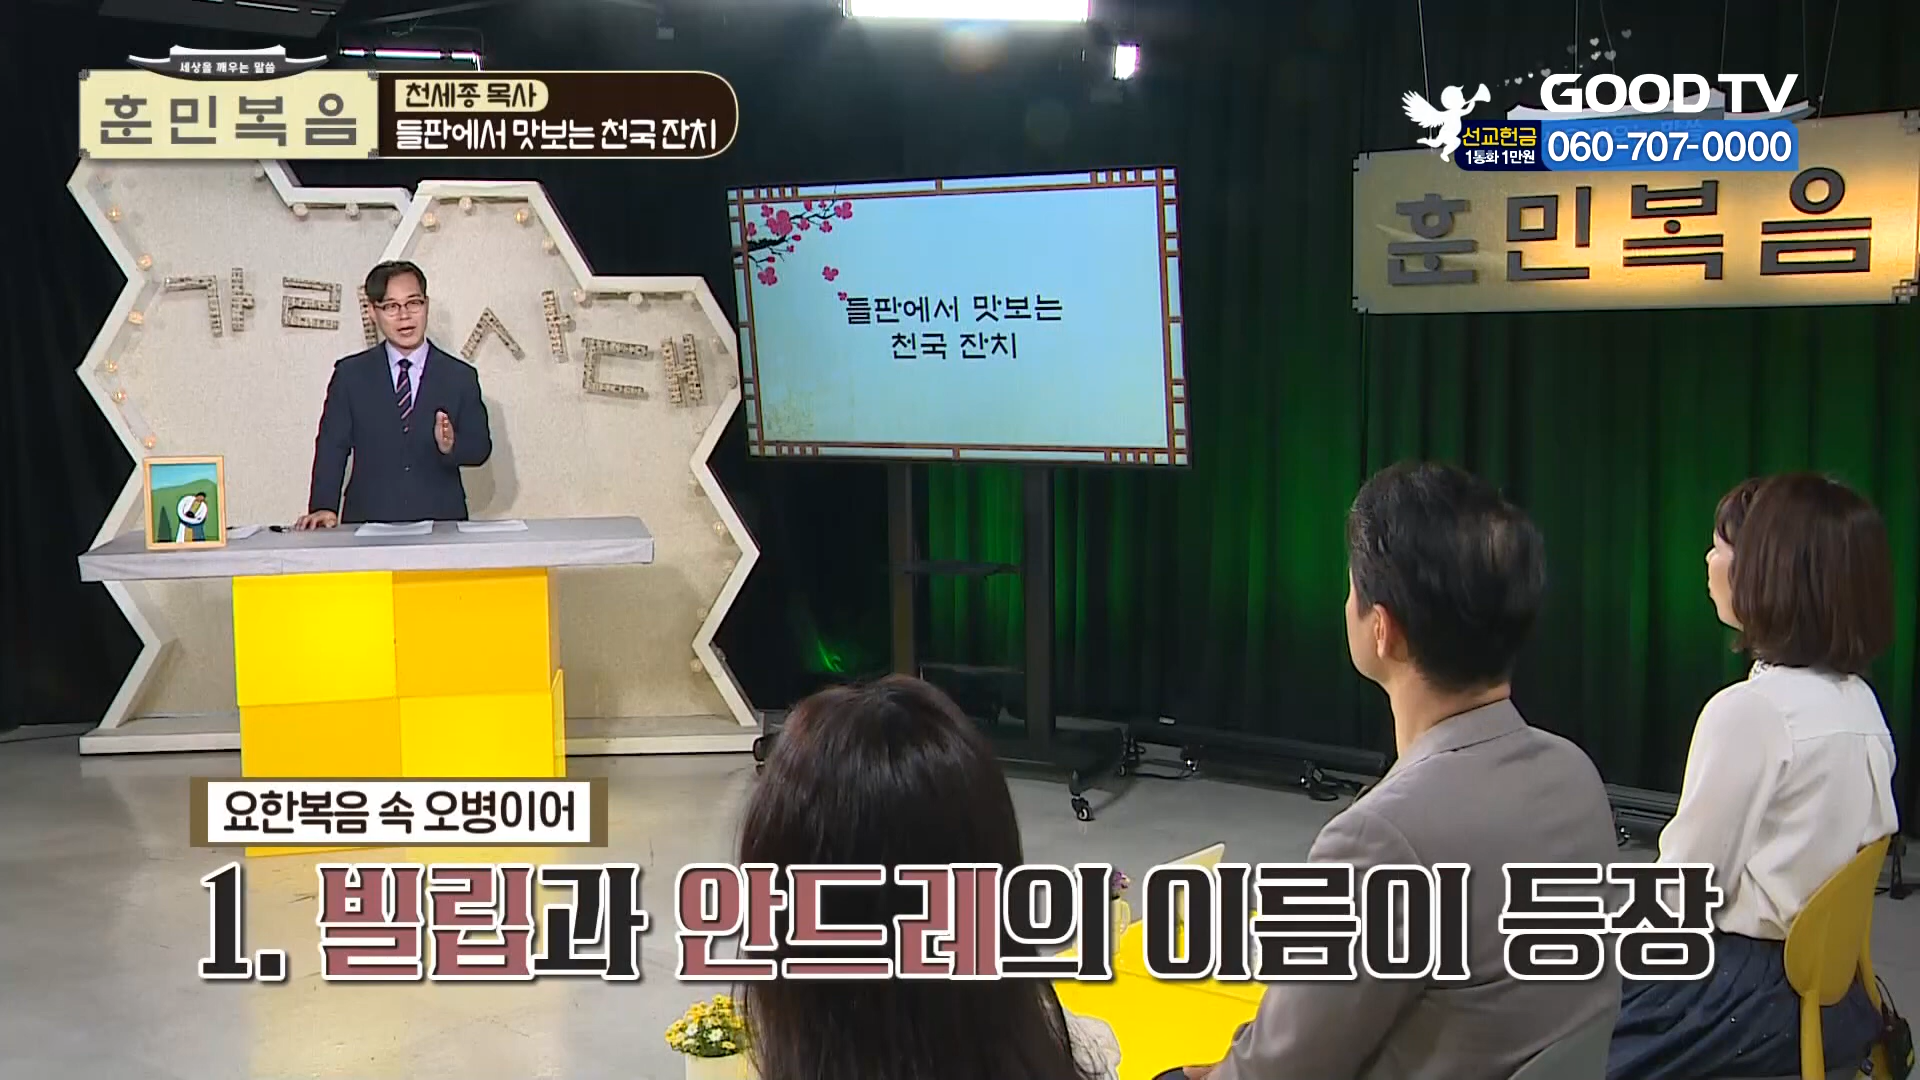 세상을 깨우는 말씀
훈민복음
천세종 목사
들판에서 맛보는 천국 잔치
GOOD TV
선교헌금
1통화 1만원
060-707-0000
훈민복음
가라사대
들판에서 맛보는
천국 잔치
요한복음 속 오병이어
1. 빌립과 안드레의 이름이 등장